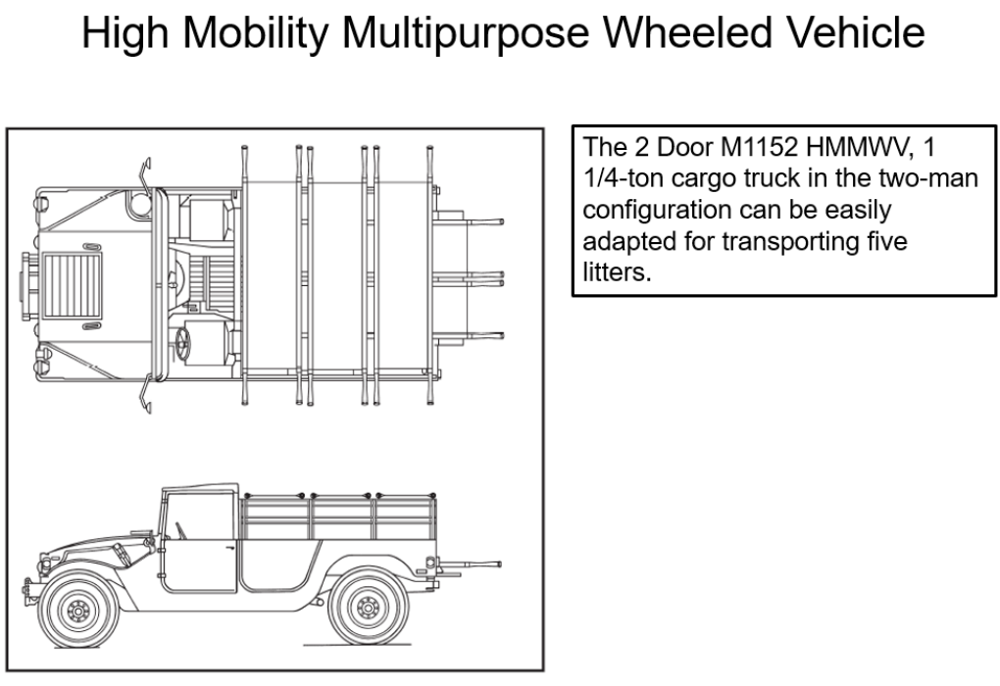 High Mobility Multipurpose Wheeled Vehicle
The 2 Door M1152 HMMWV, 1
1/4-ton cargo truck in the two-man
configuration can be easily
adapted for transporting five
litters.